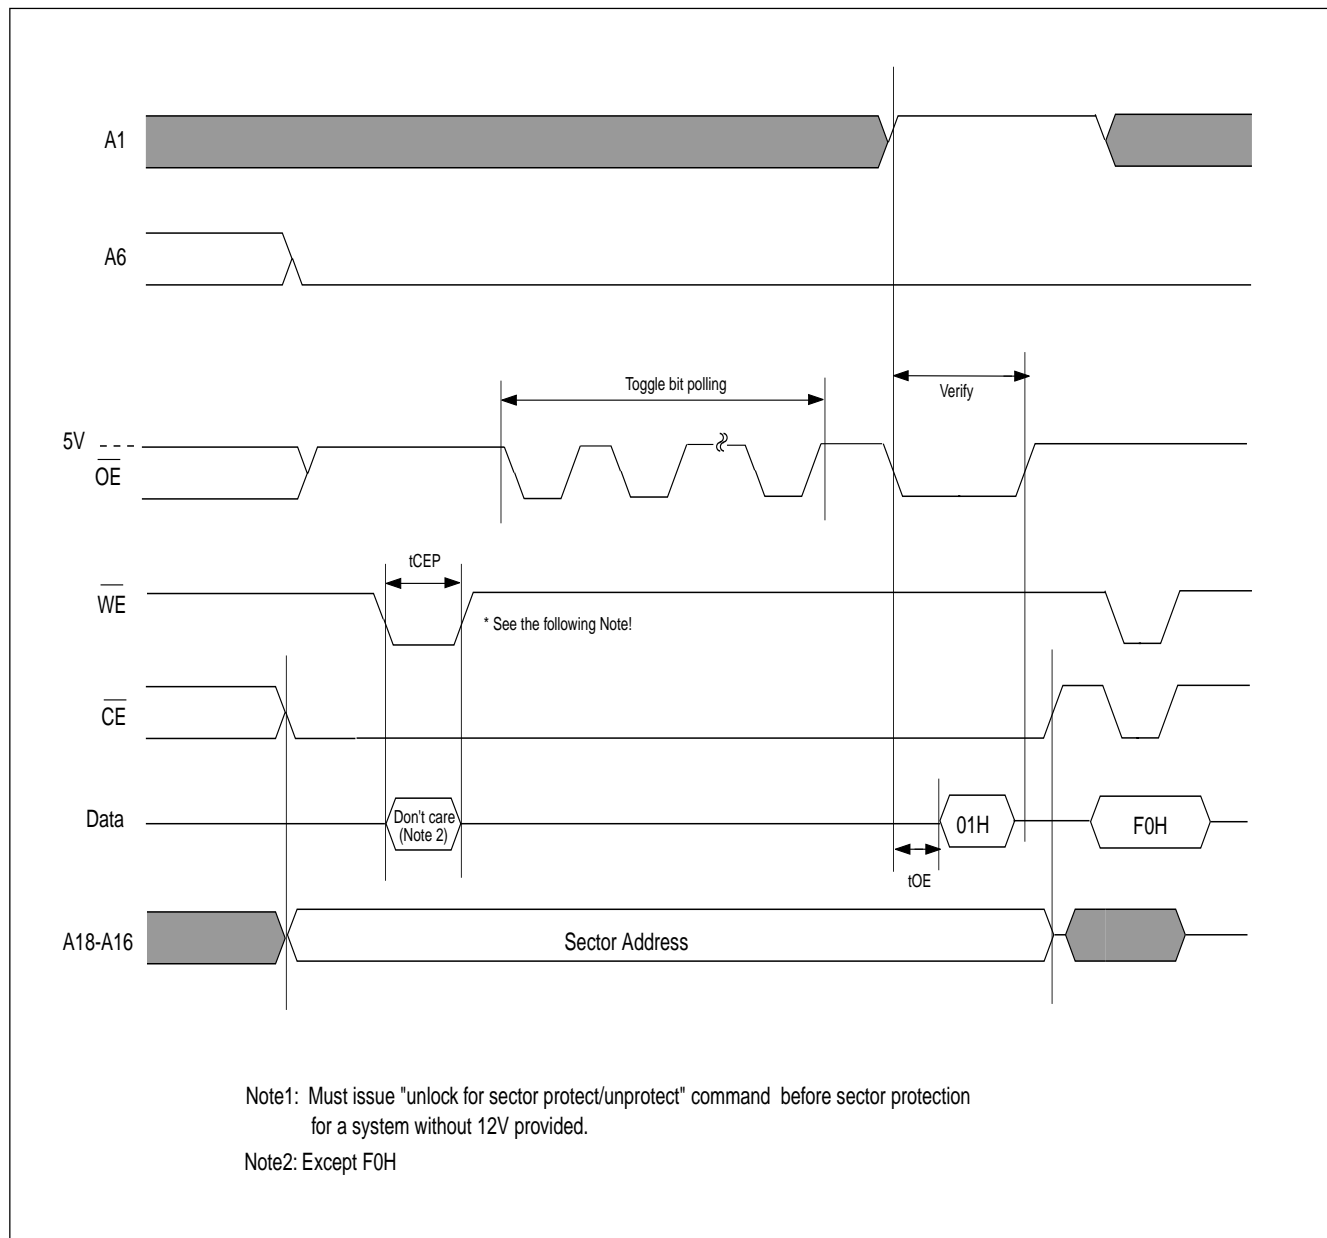 A1
A6
Toggle bit polling
Verify
5V
OE
tCEP
WE
* See the following Note!
CE
Data
Don't care
(Note 2)
01H
F0H
tOE
A18-A16
Sector Address
Note1: Must issue "unlock for sector protect/unprotect" command before sector protection
for a system without 12V provided.
Note2: Except F0H